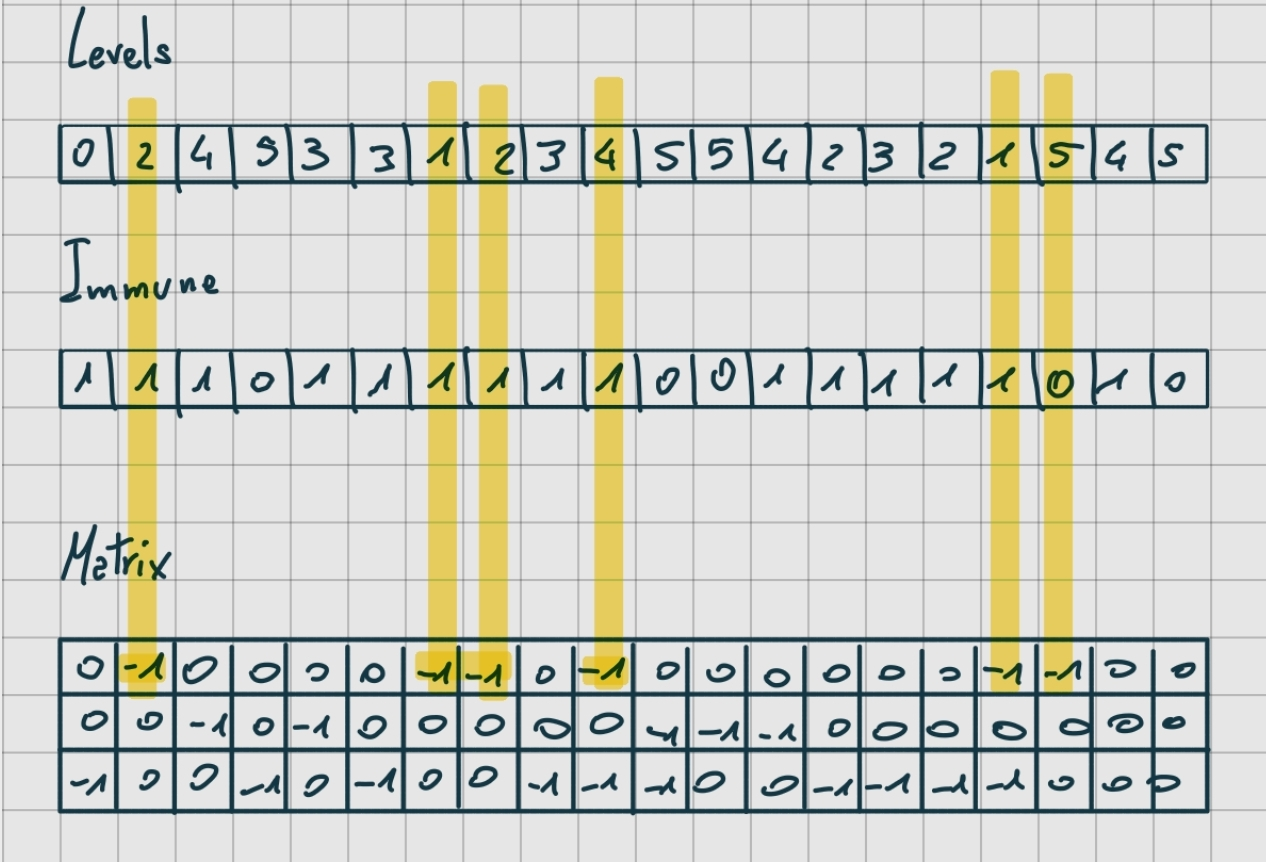 Levels
0 2 4 5 3 3 1 2 3 4 5 5 4 2 3 2 1 5 4 5
Immune
1 1 1 0 1 1 1 1 1 1 0 0 1 1 1 1 1 0 1 0
Matrix
0 -1 0 0 0 0 -1 -1 0 -1 0 0 0 0 0 0 -1 -1 0 0
0 0 -1 0 -1 0 0 0 0 0 -1 -1 -1 0 0 0 0 0 0 0
-1 0 0 -1 0 -1 0 0 -1 -1 -1 0 0 -1 -1 -1 -1 0 0 0